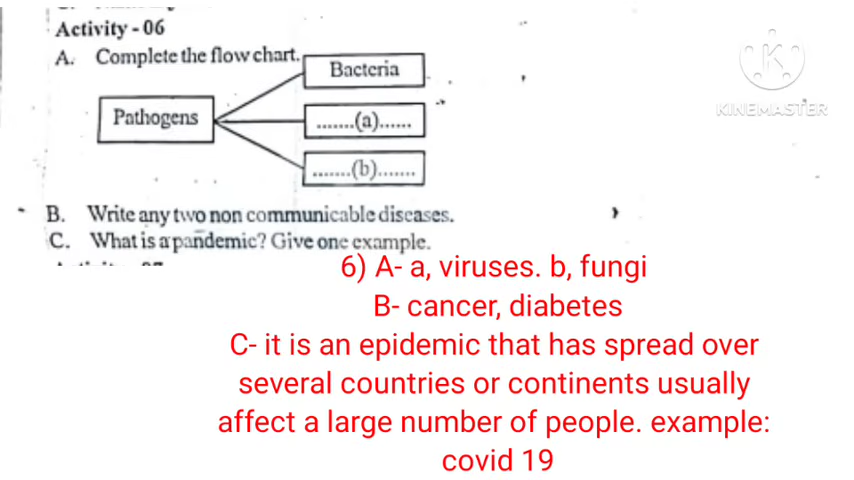 Activity - 06
A. Complete the flow chart.
Bacteria
Pathogens
.......(a)......
.......(b).......
B. Write any two non communicable diseases.
C. What is a pandemic? Give one example.
K
KINEMASTER
6) A- a, viruses. b, fungi
B- cancer, diabetes
C- it is an epidemic that has spread over
several countries or continents usually
affect a large number of people. example:
covid 19